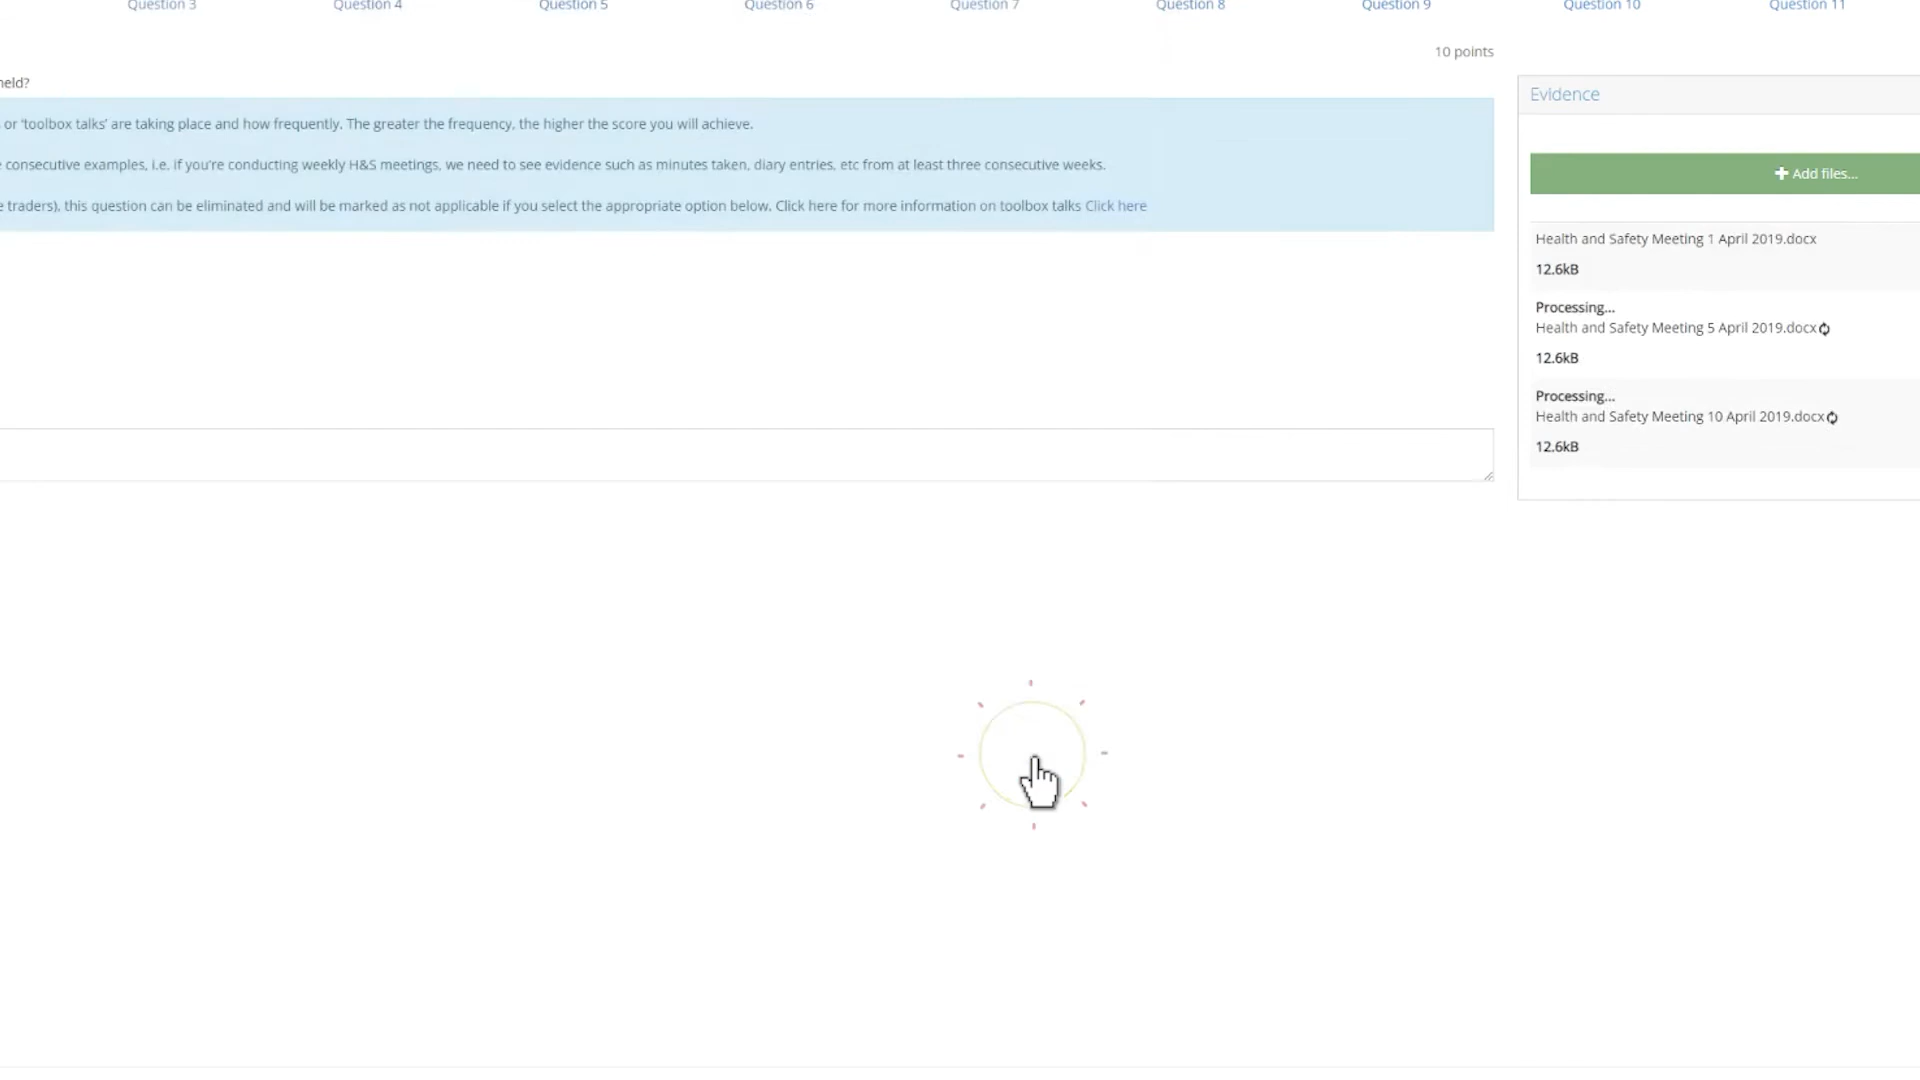 Question 3
Question 4
Question 5
Question 6
Question 7
Question 8
Question 9
Question 10
Question 11
10 points
held?
or 'toolbox talks' are taking place and how frequently. The greater the frequency, the higher the score you will achieve.
consecutive examples, i.e. if you're conducting weekly H&S meetings, we need to see evidence such as minutes taken, diary entries, etc from at least three consecutive weeks.
e traders), this question can be eliminated and will be marked as not applicable if you select the appropriate option below. Click here for more information on toolbox talks Click here
Evidence
+ Add files...
Health and Safety Meeting 1 April 2019.docx
12.6kB
Processing...
Health and Safety Meeting 5 April 2019.docx
12.6kB
Processing...
Health and Safety Meeting 10 April 2019.docx
12.6kB